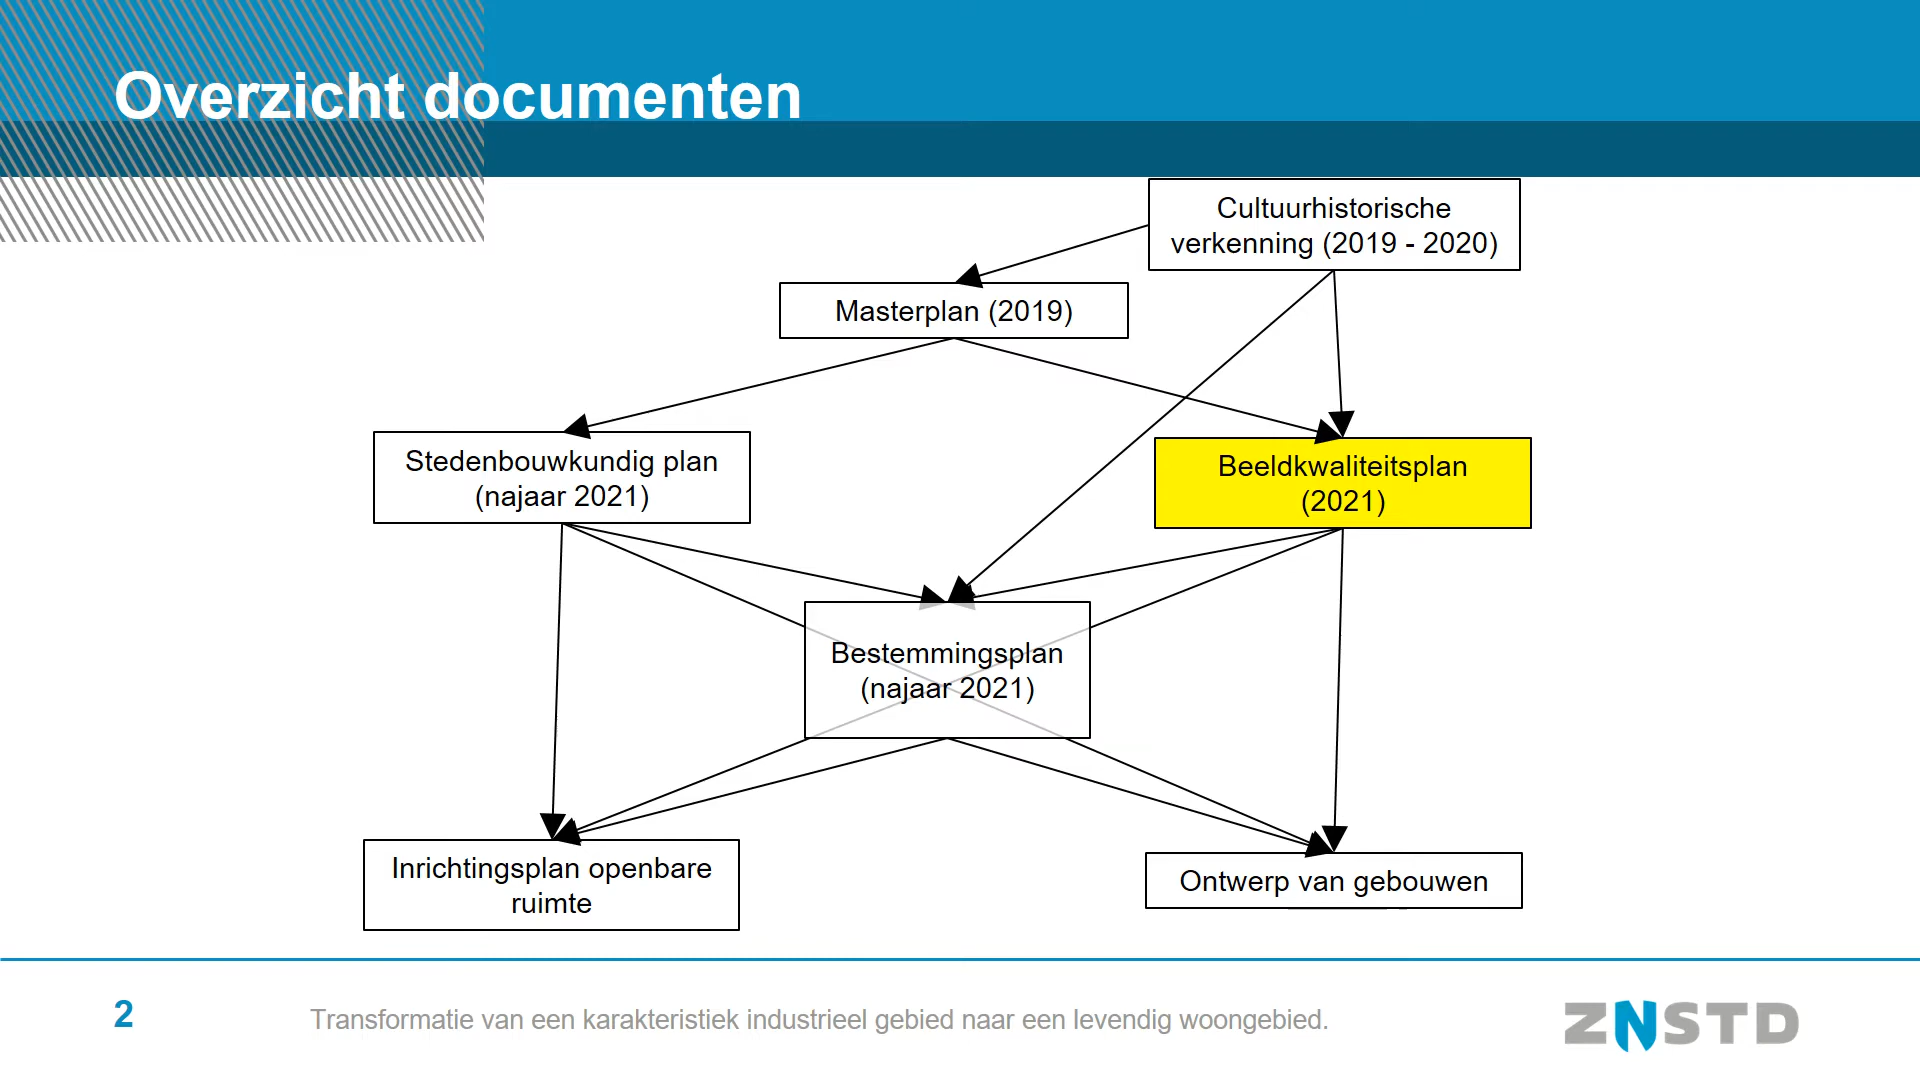 Overzicht documenten
Cultuurhistorische
verkenning (2019 - 2020)
Masterplan (2019)
Stedenbouwkundig plan
(najaar 2021)
Beeldkwaliteitsplan
(2021)
Bestemmingsplan
(najaar 2021)
Inrichtingsplan openbare
ruimte
Ontwerp van gebouwen
2
Transformatie van een karakteristiek industrieel gebied naar een levendig woongebied.
ZNSTD